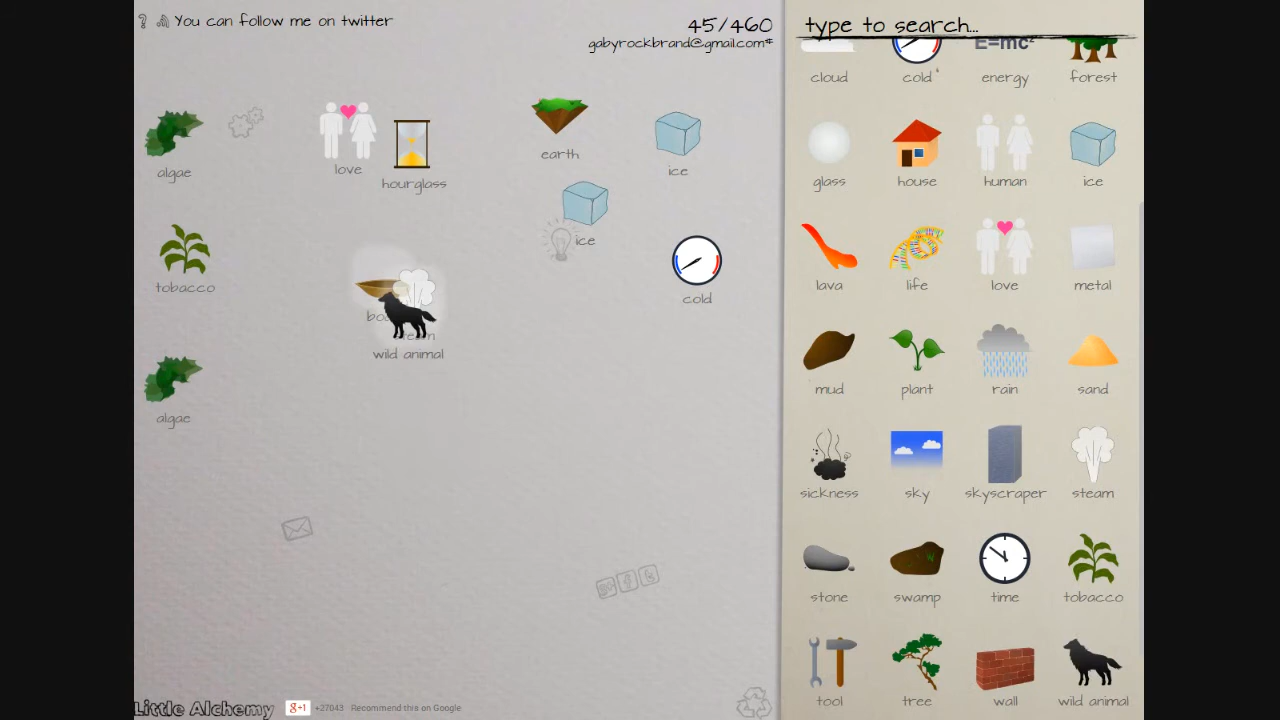 You can follow me on twitter
45/460
gabyrockbrand@gmail.com*
type to search...
cloud cold energy forest
E=mc²
algae
love
hourglass
earth
ice
glass house human ice
tobacco
ice
cold
lava life love metal
wild animal
mud plant rain sand
algae
sickness sky skyscraper steam
stone swamp time tobacco
tool tree wall wild animal
Little Alchemy
g+1 +27043 Recommend this on Google